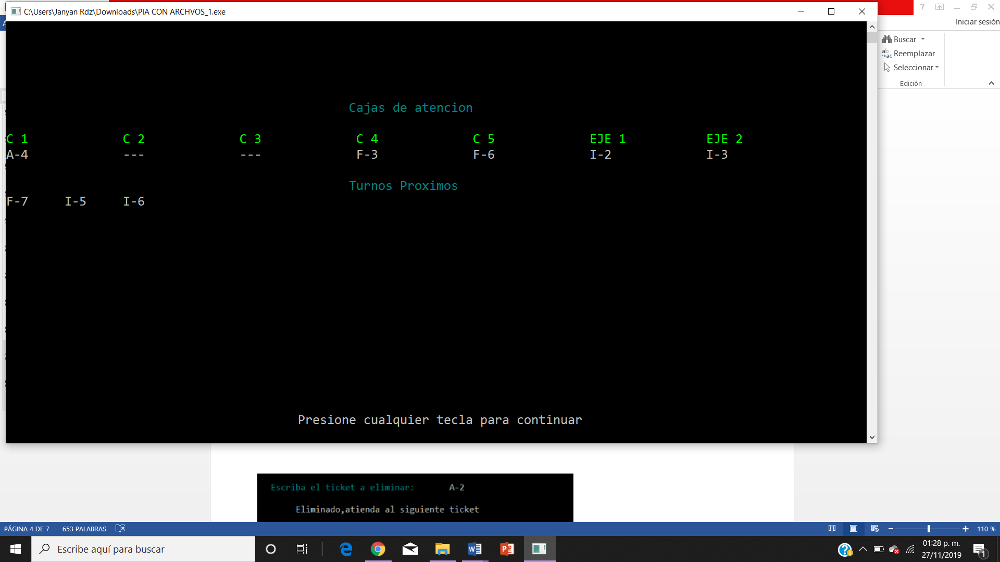 C:\Users\Janyan Rdz\Downloads\PIA CON ARCHVOS_1.exe
Iniciar sesión
Buscar
Reemplazar
Seleccionar
Edición
Cajas de atencion
C 1 C 2 C 3 C 4 C 5 EJE 1 EJE 2
A-4 --- --- F-3 F-6 I-2 I-3
Turnos Proximos
F-7 I-5 I-6
Presione cualquier tecla para continuar
Escriba el ticket a eliminar: A-2
Eliminado,atienda al siguiente ticket
PÁGINA 4 DE 7 653 PALABRAS 110 %
Escribe aquí para buscar
01:28 p. m.
27/11/2019
1